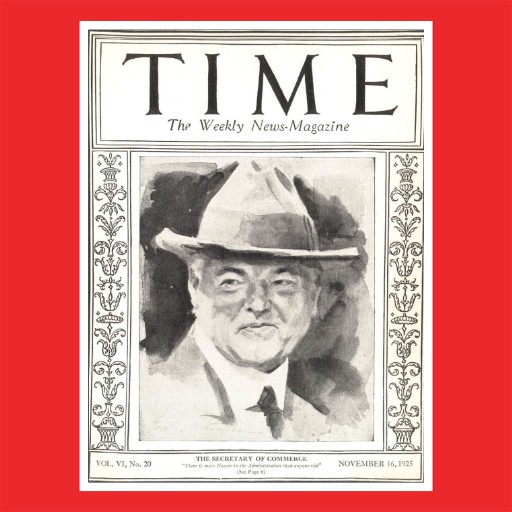 TIME
The Weekly News-Magazine
THE SECRETARY OF COMMERCE
VOL. VI, No. 20
"There is more Hoover in the Administration than anyone else"
NOVEMBER 16, 1925
(See Page 6)